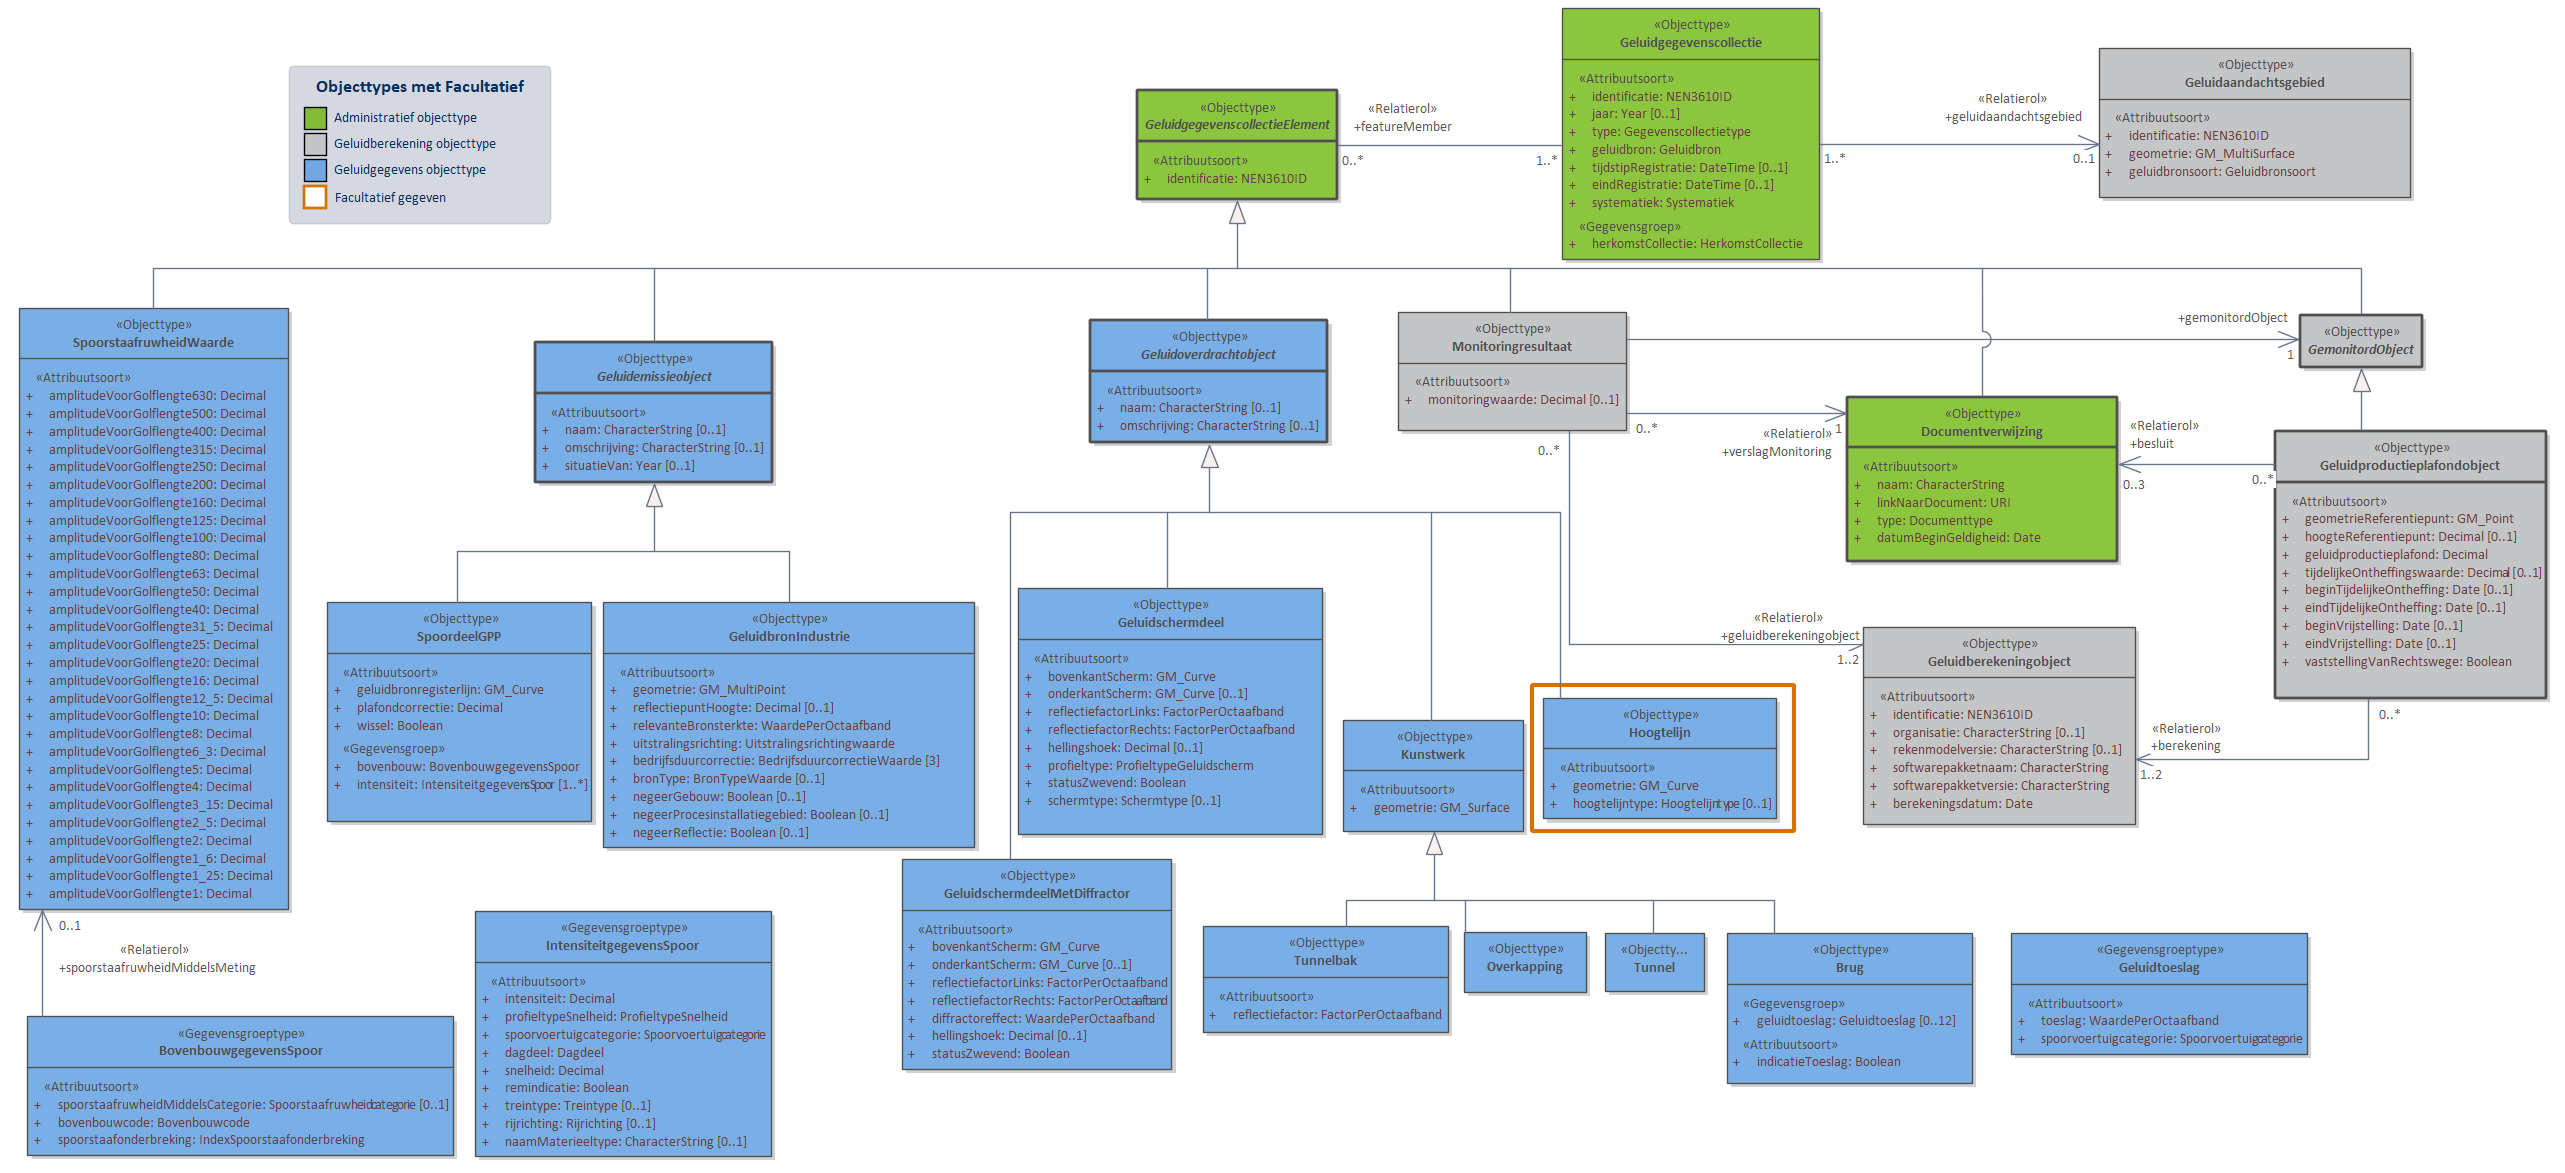 Objecttypes met Facultatief
Administratief objecttype
Geluidberekening objecttype
Geluidgegevens objecttype
Facultatief gegeven
«Objecttype»
GeluidgegevenscollectieElement
«Attribuutsoort»
+ identificatie: NEN3610ID
«Relatierol»
+featureMember
0..*
1..*
«Objecttype»
Geluidgegevenscollectie
«Attribuutsoort»
+ identificatie: NEN3610ID
+ jaar: Year [0..1]
+ type: Gegevenscollectietype
+ geluidbron: Geluidbron
+ tijdstipRegistratie: DateTime [0..1]
+ eindRegistratie: DateTime [0..1]
+ systematiek: Systematiek
«Gegevensgroep»
+ herkomstCollectie: HerkomstCollectie
«Relatierol»
+geluidaandachtsgebied
1..*
0..1
«Objecttype»
Geluidaandachtsgebied
«Attribuutsoort»
+ identificatie: NEN3610ID
+ geometrie: GM_MultiSurface
+ geluidbronsoort: Geluidbronsoort
«Objecttype»
SpoorstaafruwheidWaarde
«Attribuutsoort»
+ amplitudeVoorGolflengte630: Decimal
+ amplitudeVoorGolflengte500: Decimal
+ amplitudeVoorGolflengte400: Decimal
+ amplitudeVoorGolflengte315: Decimal
+ amplitudeVoorGolflengte250: Decimal
+ amplitudeVoorGolflengte200: Decimal
+ amplitudeVoorGolflengte160: Decimal
+ amplitudeVoorGolflengte125: Decimal
+ amplitudeVoorGolflengte100: Decimal
+ amplitudeVoorGolflengte80: Decimal
+ amplitudeVoorGolflengte63: Decimal
+ amplitudeVoorGolflengte50: Decimal
+ amplitudeVoorGolflengte40: Decimal
+ amplitudeVoorGolflengte31_5: Decimal
+ amplitudeVoorGolflengte25: Decimal
+ amplitudeVoorGolflengte20: Decimal
+ amplitudeVoorGolflengte16: Decimal
+ amplitudeVoorGolflengte12_5: Decimal
+ amplitudeVoorGolflengte10: Decimal
+ amplitudeVoorGolflengte8: Decimal
+ amplitudeVoorGolflengte6_3: Decimal
+ amplitudeVoorGolflengte5: Decimal
+ amplitudeVoorGolflengte4: Decimal
+ amplitudeVoorGolflengte3_15: Decimal
+ amplitudeVoorGolflengte2_5: Decimal
+ amplitudeVoorGolflengte2: Decimal
+ amplitudeVoorGolflengte1_6: Decimal
+ amplitudeVoorGolflengte1_25: Decimal
+ amplitudeVoorGolflengte1: Decimal
«Objecttype»
Geluidemissieobject
«Attribuutsoort»
+ naam: CharacterString [0..1]
+ omschrijving: CharacterString [0..1]
+ situatieVan: Year [0..1]
«Objecttype»
Geluidoverdrachtobject
«Attribuutsoort»
+ naam: CharacterString [0..1]
+ omschrijving: CharacterString [0..1]
«Objecttype»
Monitoringresultaat
«Attribuutsoort»
+ monitoringwaarde: Decimal [0..1]
+gemonitordObject
1
«Objecttype»
GemonitordObject
0..*
«Relatierol»
+verslagMonitoring
1
0..*
«Objecttype»
Documentverwijzing
«Attribuutsoort»
+ naam: CharacterString
+ linkNaarDocument: URI
+ type: Documenttype
+ datumBeginGeldigheid: Date
«Relatierol»
+besluit
0..3
0..*
«Objecttype»
Geluidproductieplafondobject
«Attribuutsoort»
+ geometrieReferentiepunt: GM_Point
+ hoogteReferentiepunt: Decimal [0..1]
+ geluidproductieplafond: Decimal
+ tijdelijkeOntheffingswaarde: Decimal [0..1]
+ beginTijdelijkeOntheffing: Date [0..1]
+ eindTijdelijkeOntheffing: Date [0..1]
+ beginVrijstelling: Date [0..1]
+ eindVrijstelling: Date [0..1]
+ vaststellingVanRechtswege: Boolean
«Objecttype»
SpoordeelGPP
«Attribuutsoort»
+ geluidbronregisterlijn: GM_Curve
+ plafondcorrectie: Decimal
+ wissel: Boolean
«Gegevensgroep»
+ bovenbouw: BovenbouwgegevensSpoor
+ intensiteit: IntensiteitgegevensSpoor [1..*]
«Objecttype»
GeluidbronIndustrie
«Attribuutsoort»
+ geometrie: GM_MultiPoint
+ reflectiepuntHoogte: Decimal [0..1]
+ relevanteBronsterkte: WaardePerOctaafband
+ uitstralingsrichting: Uitstralingsrichtingwaarde
+ bedrijfsduurcorrectie: BedrijfsduurcorrectieWaarde [3]
+ bronType: BronTypeWaarde [0..1]
+ negeerGebouw: Boolean [0..1]
+ negeerProcesinstallatiegebied: Boolean [0..1]
+ negeerReflectie: Boolean [0..1]
«Objecttype»
Geluidschermdeel
«Attribuutsoort»
+ bovenkantScherm: GM_Curve
+ onderkantScherm: GM_Curve [0..1]
+ reflectiefactorLinks: FactorPerOctaafband
+ reflectiefactorRechts: FactorPerOctaafband
+ hellingshoek: Decimal [0..1]
+ profieltype: ProfieltypeGeluidscherm
+ statusZwevend: Boolean
+ schermtype: Schermtype [0..1]
«Objecttype»
Kunstwerk
«Attribuutsoort»
+ geometrie: GM_Surface
«Objecttype»
Hoogtelijn
«Attribuutsoort»
+ geometrie: GM_Curve
+ hoogtelijntype: Hoogtelijntype [0..1]
«Relatierol»
+geluidberekeningobject
1..2
«Objecttype»
Geluidberekeningobject
«Attribuutsoort»
+ identificatie: NEN3610ID
+ organisatie: CharacterString [0..1]
+ rekenmodelversie: CharacterString [0..1]
+ softwarepakketnaam: CharacterString
+ softwarepakketversie: CharacterString
+ berekeningsdatum: Date
0..*
«Relatierol»
+berekening
1..2
«Objecttype»
GeluidschermdeelMetDiffractor
«Attribuutsoort»
+ bovenkantScherm: GM_Curve
+ onderkantScherm: GM_Curve [0..1]
+ reflectiefactorLinks: FactorPerOctaafband
+ reflectiefactorRechts: FactorPerOctaafband
+ diffractoreffect: WaardePerOctaafband
+ hellingshoek: Decimal [0..1]
+ statusZwevend: Boolean
0..1
«Relatierol»
+spoorstaafruwheidMiddelsMeting
«Gegevensgroeptype»
BovenbouwgegevensSpoor
«Attribuutsoort»
+ spoorstaafruwheidMiddelsCategorie: Spoorstaafruwheidcategorie [0..1]
+ bovenbouwcode: Bovenbouwcode
+ spoorstaafonderbreking: IndexSpoorstaafonderbreking
«Gegevensgroeptype»
IntensiteitgegevensSpoor
«Attribuutsoort»
+ intensiteit: Decimal
+ profieltypeSnelheid: ProfieltypeSnelheid
+ spoorvoertuigcategorie: Spoorvoertuigcategorie
+ dagdeel: Dagdeel
+ snelheid: Decimal
+ remindicatie: Boolean
+ treintype: Treintype [0..1]
+ rijrichting: Rijrichting [0..1]
+ naamMaterieeltype: CharacterString [0..1]
«Objecttype»
Tunnelbak
«Attribuutsoort»
+ reflectiefactor: FactorPerOctaafband
«Objecttype»
Overkapping
«Objectty...
Tunnel
«Objecttype»
Brug
«Gegevensgroep»
+ geluidtoeslag: Geluidtoeslag [0..12]
«Attribuutsoort»
+ indicatieToeslag: Boolean
«Gegevensgroeptype»
Geluidtoeslag
«Attribuutsoort»
+ toeslag: WaardePerOctaafband
+ spoorvoertuigcategorie: Spoorvoertuigcategorie